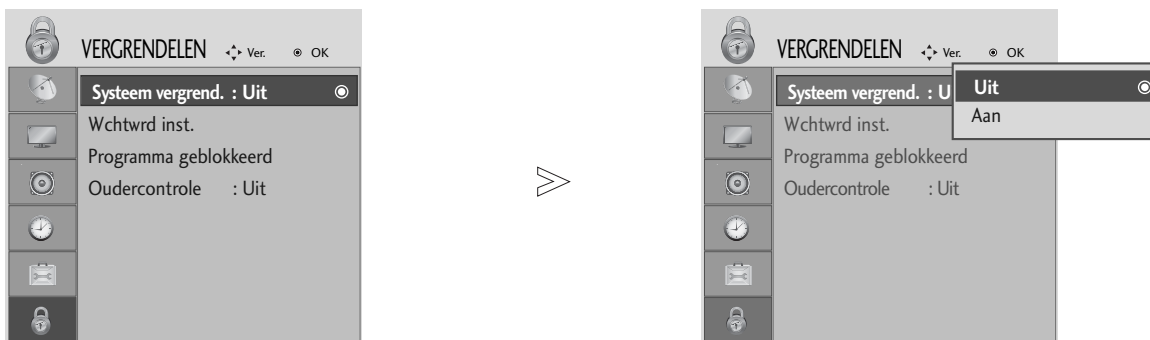 VERGRENDELEN Ver. OK
Systeem vergrend. : Uit
Wchtwrd inst.
Programma geblokkeerd
Oudercontrole : Uit
VERGRENDELEN Ver. OK
Systeem vergrend. : U
Wchtwrd inst.
Programma geblokkeerd
Oudercontrole : Uit
Uit
Aan